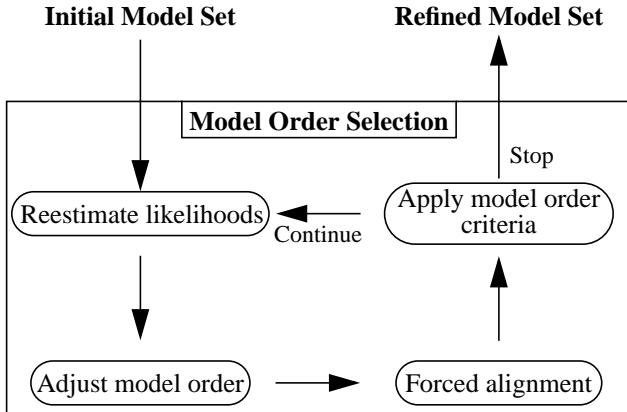 Initial Model Set
Refined Model Set
Model Order Selection
Stop
Reestimate likelihoods
Continue
Apply model order
criteria
Adjust model order
Forced alignment